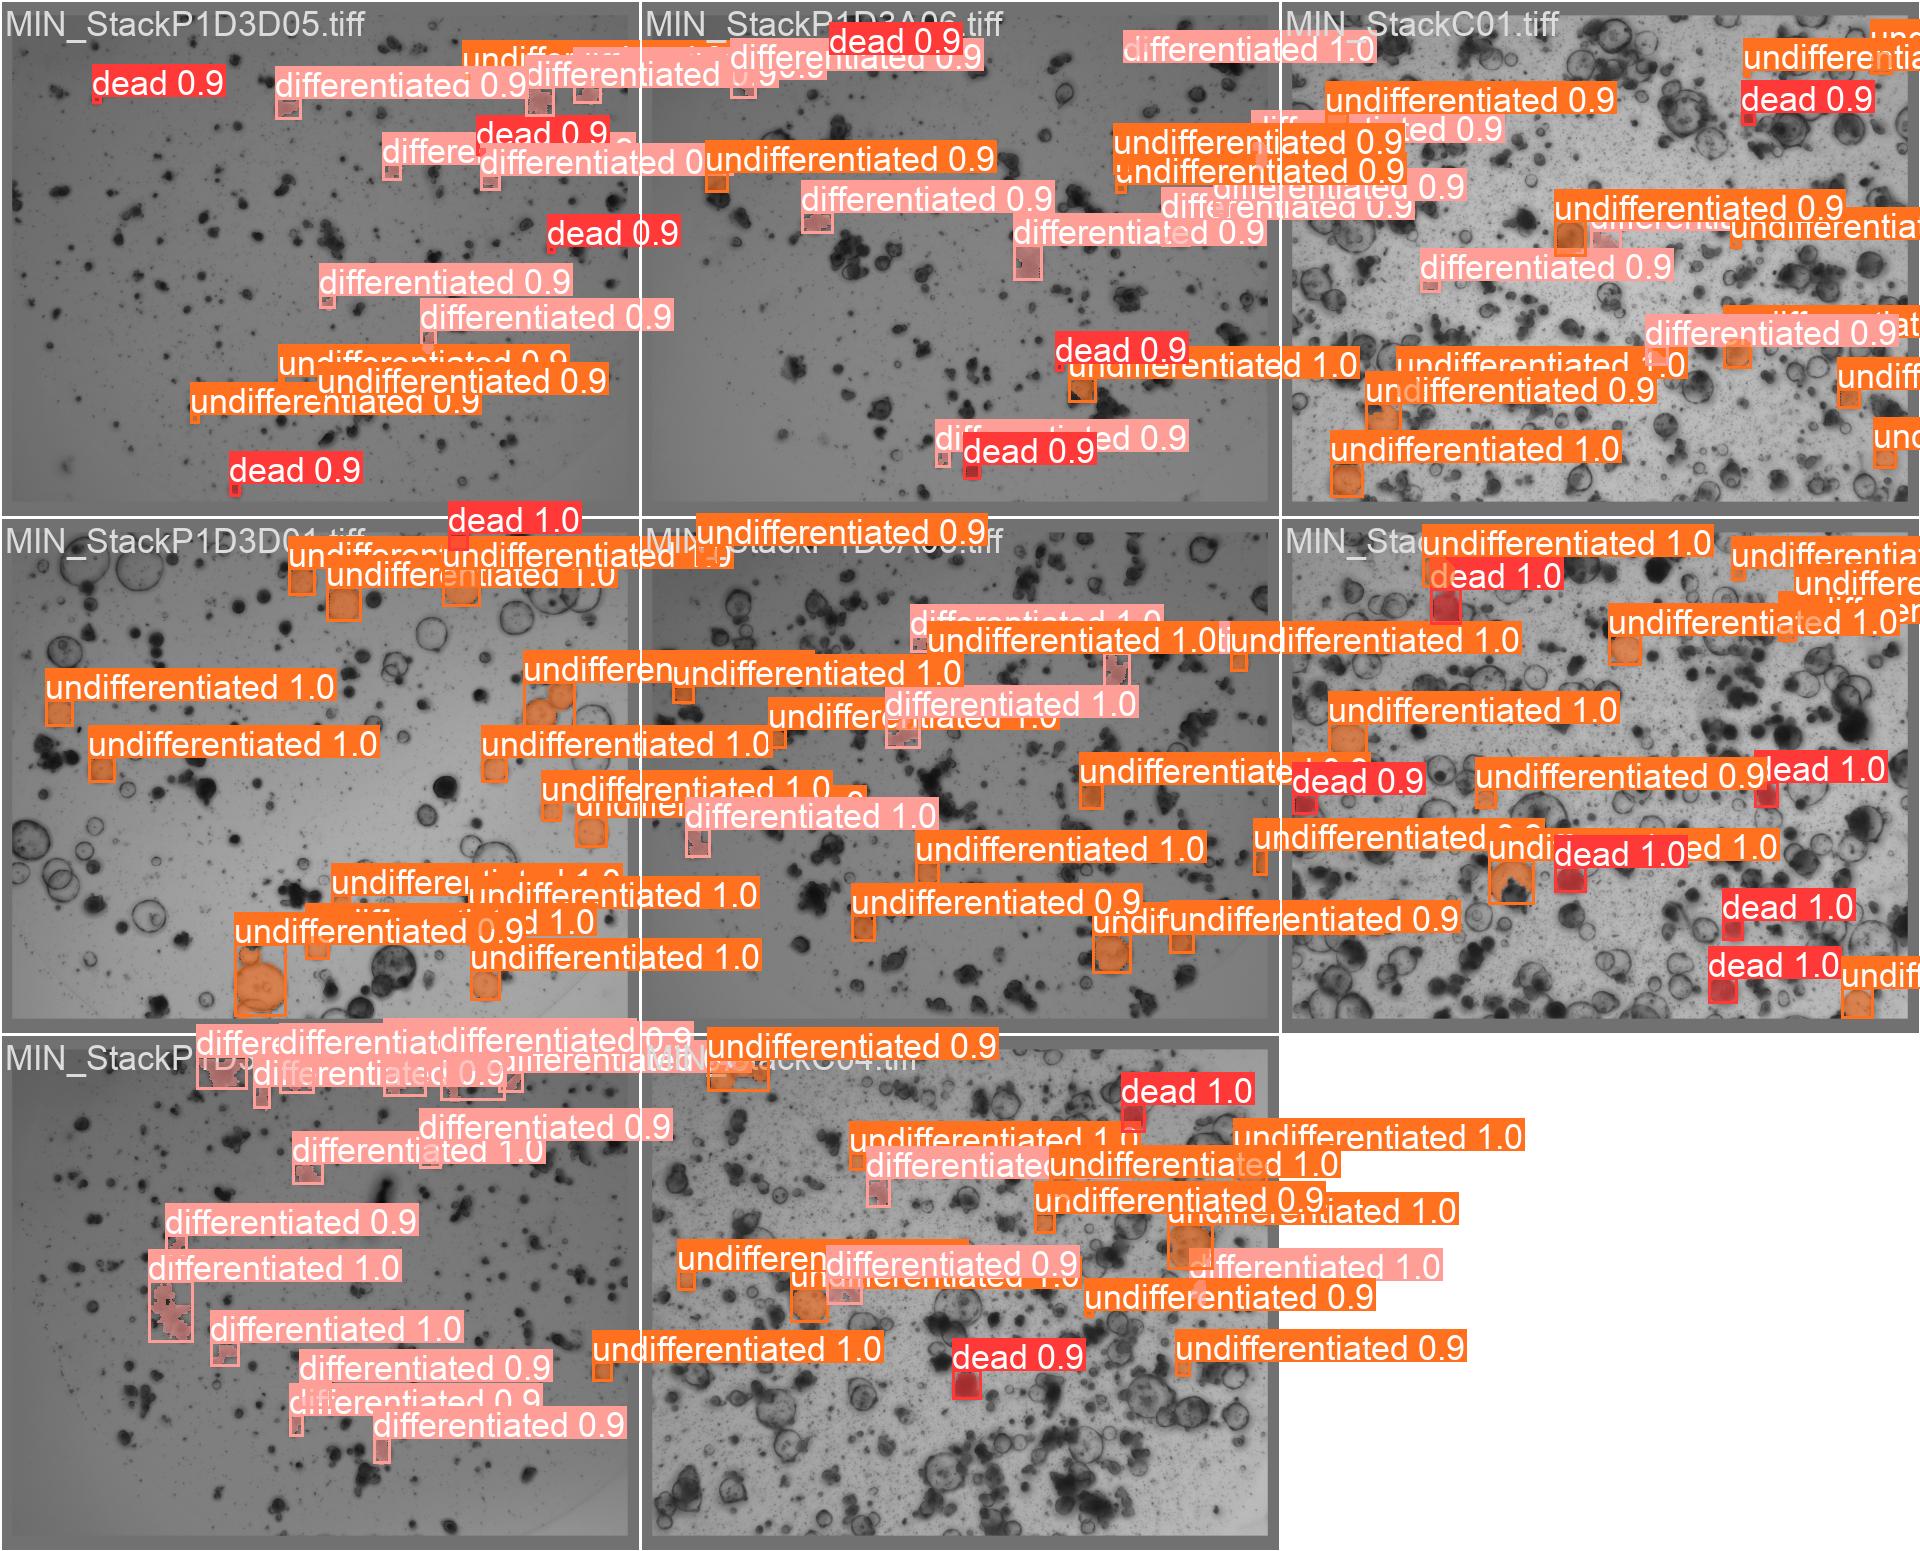 MIN_StackP1D3D05.tiff
dead 0.9
differentiated 0.9
differentiated
dead 0.9
differentiated 0
dead 0.9
differentiated 0.9
differentiated 0.9
undifferentiated 0.9
undifferentiated 0.9
undifferentiated 0.9
dead 0.9
dead 0.9
differentiated 0.9
differentiated 1.0
undifferentiated 0.9
undifferentiated 0.9
undifferentiated 0.9
differentiated 0.9
differentiated 0.9
differentiated 0.9
differentiated 0.9
dead 0.9
undifferentiated 1.0
differentiated 0.9
dead 0.9
MIN_StackC01.tiff
undifferentia
undifferentiated 0.9
dead 0.9
undifferentiated 0.9
undifferentia
differentiated 0.9
differentiated 0.9
undifferentiated 1.0
undifferentiated 0.9
undiff
undifferentiated 1.0
und
MIN_StackP1D3D01.tiff
dead 1.0
undifferentiated 1.0
undifferentiated
undifferentiated 1.0
undifferen
undifferentiated 1.0
undifferentiated 1.0
undifferentiated 1.0
undifferentiated 1.0
undifferentiated 0.9
undifferentiated 1.0
undifferentiated 0.9
differentiated 1.0
undifferentiated 1.0
undifferentiated 1.0
undifferentiated 1.0
differentiated 1.0
undifferentiated 1.0
undifferentiate
differentiated 1.0
undifferentiated 1.0
undifferentiated 0.9
undif
undifferentiated 0.9
MIN_Stac
undifferentiated 1.0
dead 1.0
undifferentia
undiffere
undifferentiated 1.0
undifferentiated 1.0
dead 0.9
undifferentiated 0.9
dead 1.0
undifferentiated
dead 1.0
dead 1.0
dead 1.0
undiff
MIN_StackP
differentiat
differentiated 0.9
differentiated 0.9
differentiated 0.9
differentiated 1.0
differentiated 0.9
differentiated 1.0
differentiated 1.0
differentiated 0.9
differentiated 0.9
differentiated 0.9
undifferentiated 1.0
undifferentiated 0.9
dead 1.0
undifferentiated 1.0
undifferentiated 1.0
differentiated
undifferentiated 1.0
undifferentiated 0.9
undifferentiated 1.0
undifferen
differentiated 0.9
undifferentiated 1.0
differentiated 1.0
undifferentiated 0.9
dead 0.9
undifferentiated 0.9